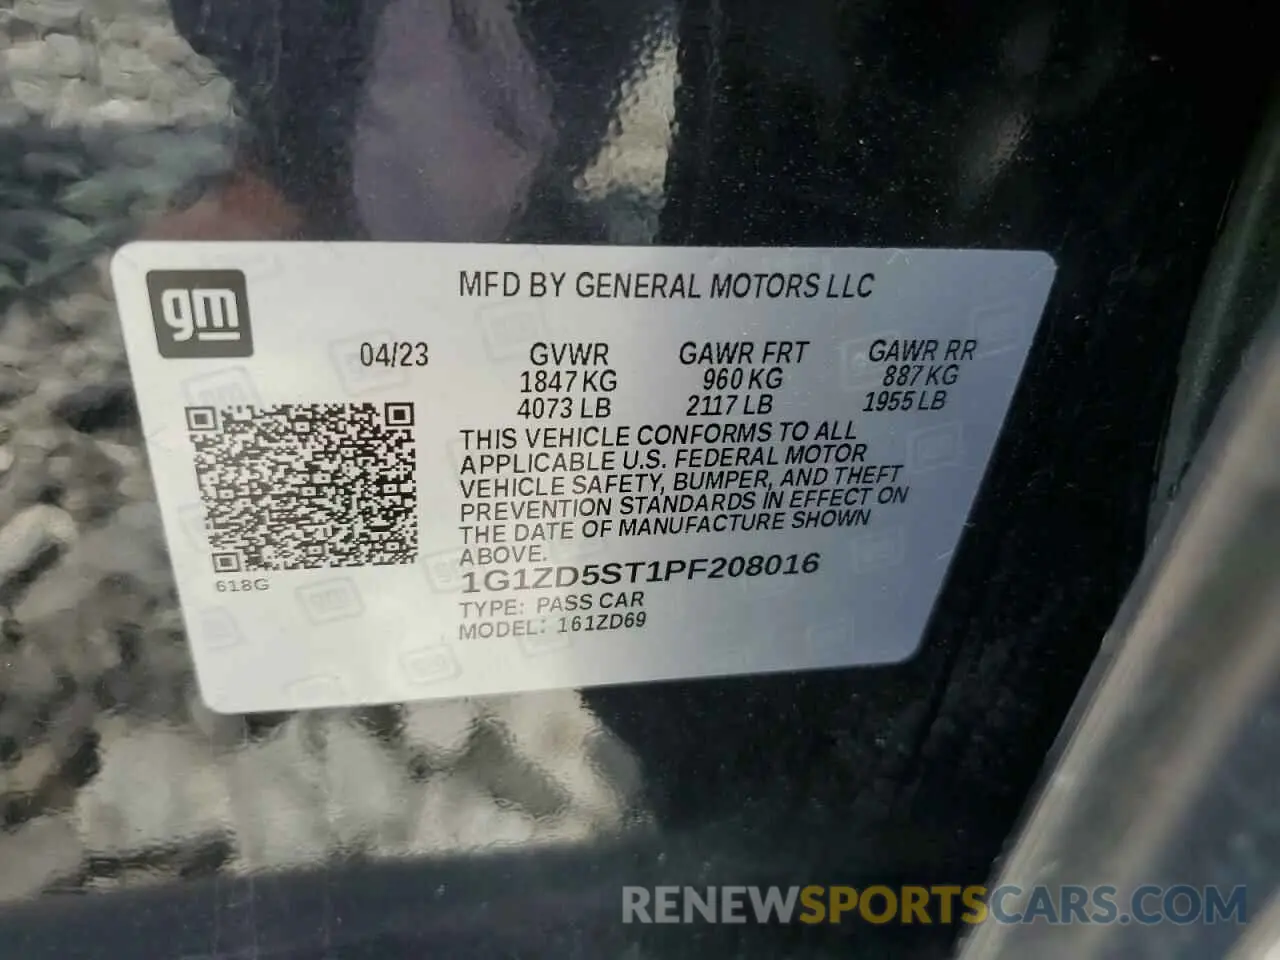 gm
MFD BY GENERAL MOTORS LLC
04/23 GVWR GAWR FRT GAWR RR
1847 KG 960 KG 887 KG
4073 LB 2117 LB 1955 LB
THIS VEHICLE CONFORMS TO ALL
APPLICABLE U.S. FEDERAL MOTOR
VEHICLE SAFETY, BUMPER, AND THEFT
PREVENTION STANDARDS IN EFFECT ON
THE DATE OF MANUFACTURE SHOWN
ABOVE.
618G
1G1ZD5ST1PF208016
TYPE: PASS CAR
MODEL: 161ZD69
RENEWSPORTSCARS.COM